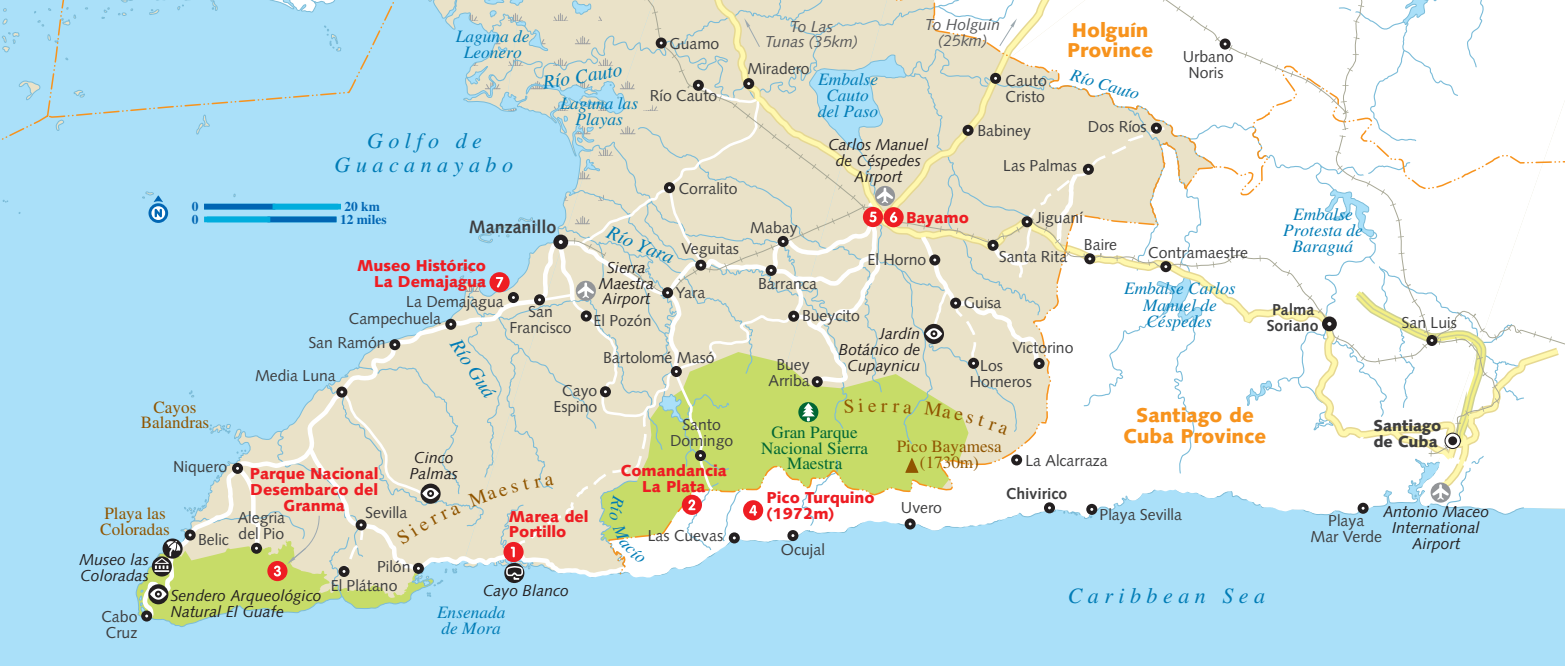 To Las
Tunas (35km)
To Holguín
(25km)
Holguín
Province
Laguna de
Leonero
Guamo
Urbano
Noris
Río Cauto
Miradero
Embalse
Cauto
del Paso
Cauto
Cristo
Río Cauto
Río Cauto
Laguna las
Playas
Golfo de
Guacanayabo
Babiney
Dos Ríos
Carlos Manuel
de Céspedes
Airport
Las Palmas
Corralito
N
0
20 km
0
12 miles
5
6
Bayamo
Jiguaní
Embalse
Protesta de
Baraguá
Manzanillo
Río Yara
Mabay
Veguitas
Baire
Contramaestre
Santa Rita
El Horno
Museo Histórico
La Demajagua
7
Sierra
Maestra
Airport
Barranca
Yara
La Demajagua
San
Francisco
El Pozón
Bueycito
Guisa
Embalse Carlos
Manuel de
Céspedes
Palma
Soriano
San Luis
Campechuela
San Ramón
Río Guá
Jardín
Botánico de
Cupaynicu
Victorino
Los
Horneros
Bartolomé Masó
Buey
Arriba
Media Luna
Cayo
Espino
Cayos
Balandras
Sierra Maestra
Santiago de
Cuba Province
Santiago
de Cuba
Santo
Domingo
Gran Parque
Nacional Sierra
Maestra
Pico Bayamesa
(1730m)
La Alcarraza
Niquero
Parque Nacional
Desembarco del
Granma
Cinco
Palmas
Comandancia
La Plata
2
4
Pico Turquino
(1972m)
Chivirico
Playa Sevilla
Playa
Mar Verde
Antonio Maceo
International
Airport
Playa las
Coloradas
Alegría
del Pío
Sevilla
Sierra Maestra
Marea del
Portillo
1
Río Macío
Las Cuevas
Ocujal
Uvero
Belic
Museo las
Coloradas
3
El Plátano
Pilón
Cayo Blanco
Sendero Arqueológico
Natural El Guafe
Cabo
Cruz
Ensenada
de Mora
Caribbean Sea